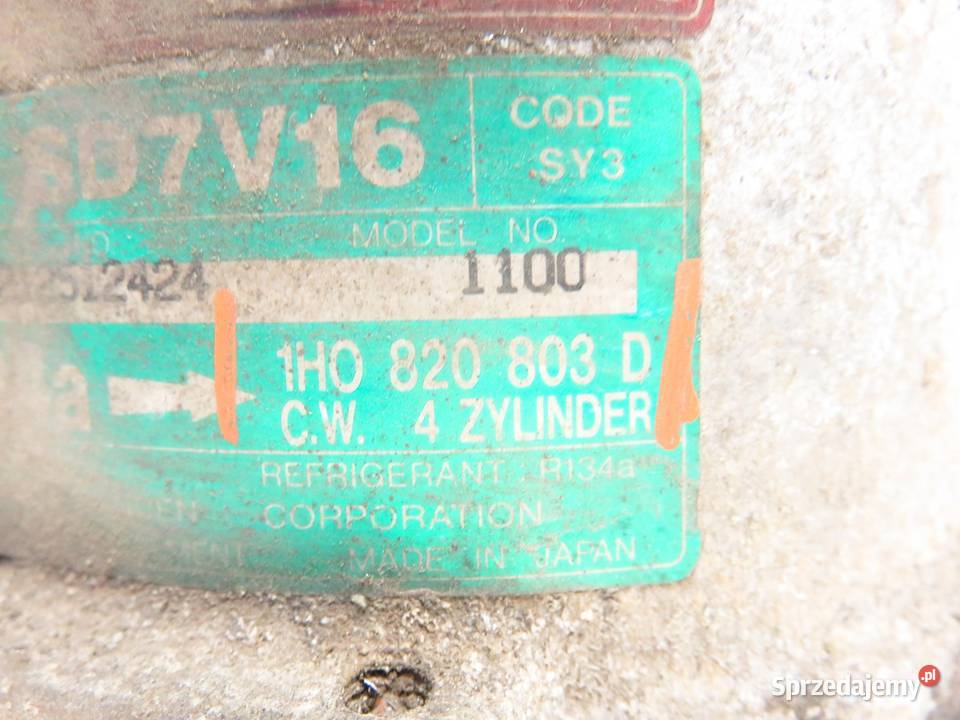 SD7V16
CODE
SY3
MODEL NO.
2512424 1100
1H0 820 803 D
C.W. 4 ZYLINDER
REFRIGERANT R134a
CORPORATION
MADE IN JAPAN
Sprzedajemy.pl